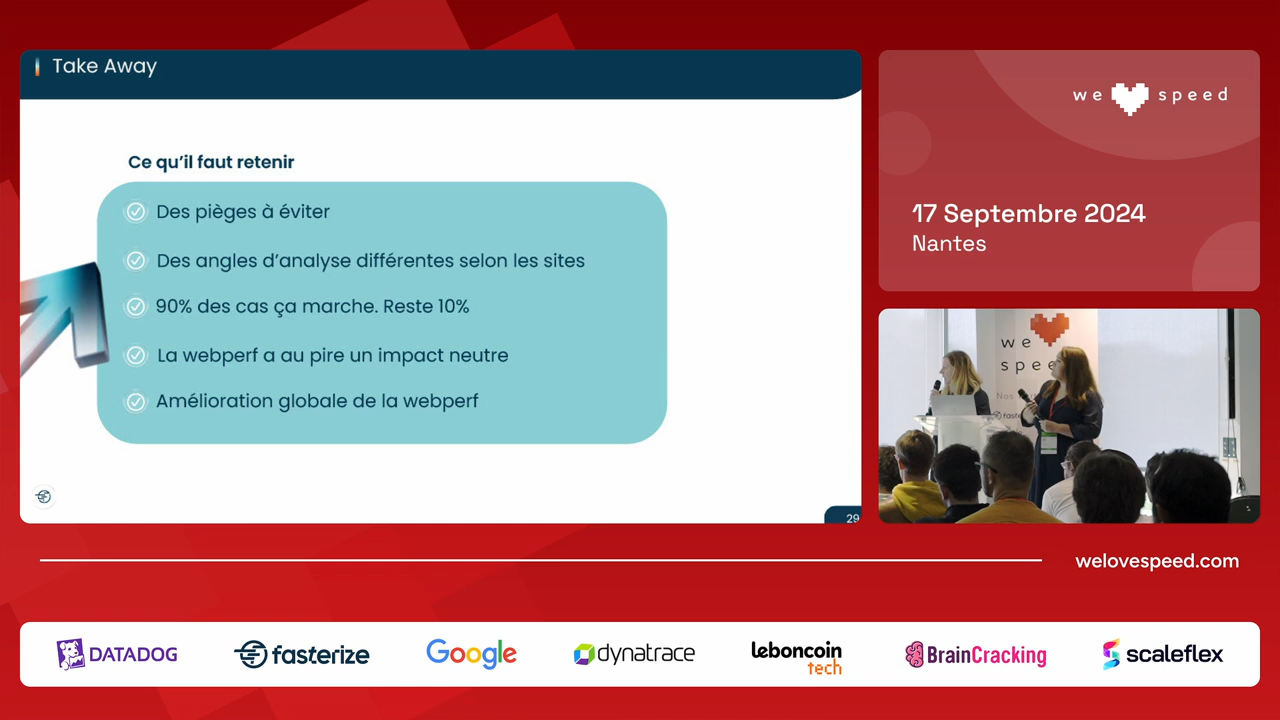 Take Away
Ce qu'il faut retenir
Des pièges à éviter
Des angles d'analyse différentes selon les sites
90% des cas ça marche. Reste 10%
La webperf a au pire un impact neutre
Amélioration globale de la webperf
29
we speed
17 Septembre 2024
Nantes
we
spee
welovespeed.com
DATADOG
fasterize
Google
dynatrace
leboncoin
tech
BrainCracking
scaleflex